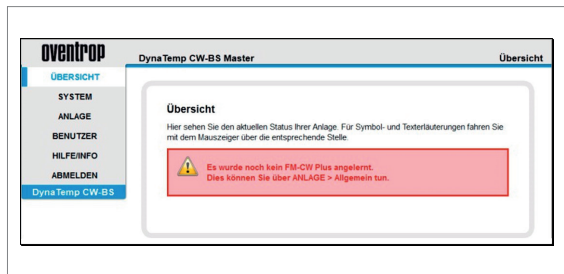 oventrop
DynaTemp CW-BS Master
Übersicht
ÜBERSICHT
SYSTEM
ANLAGE
BENUTZER
HILFE/INFO
ABMELDEN
DynaTemp CW-BS
Übersicht
Hier sehen Sie den aktuellen Status Ihrer Anlage. Für Symbol- und Texterläuterungen fahren Sie
mit dem Mauszeiger über die entsprechende Stelle.
Es wurde noch kein FM-CW Plus angelernt.
Dies können Sie über ANLAGE > Allgemein tun.